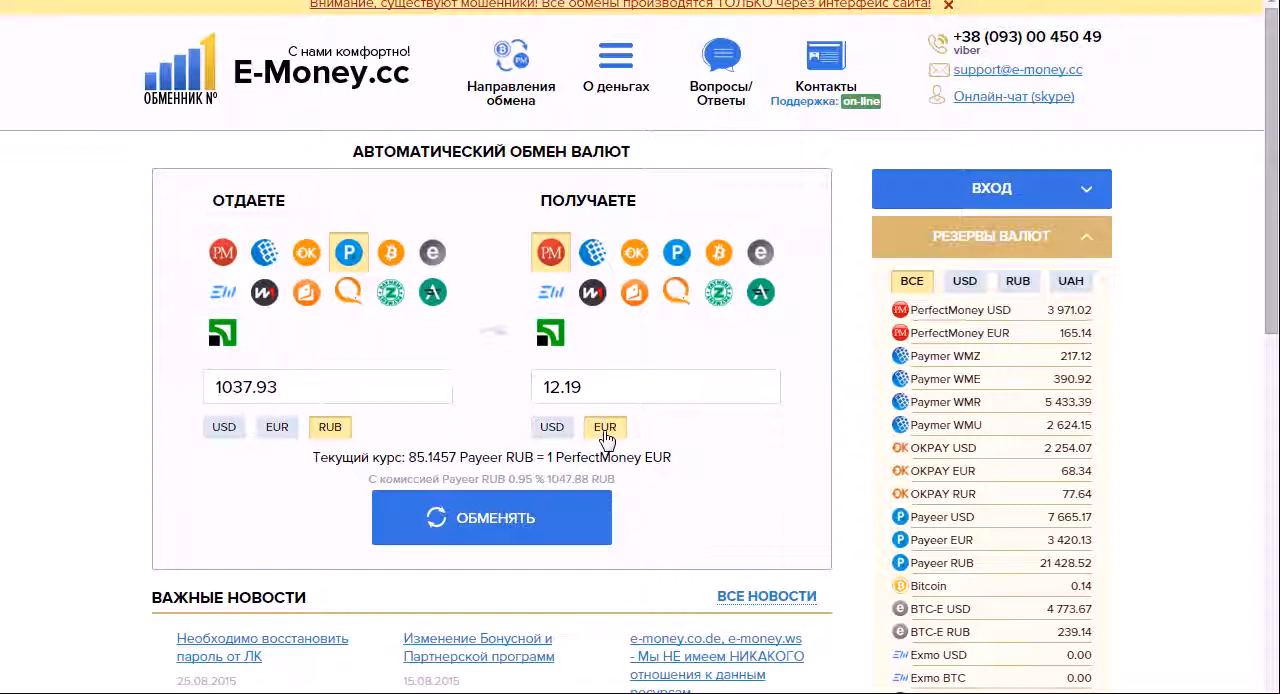 Внимание, существуют мошенники! Все обмены производятся ТОЛЬКО через интерфейс сайта!
С нами комфортно!
E-Money.cc
ОБМЕННИК №1
Направления
обмена
О деньгах
Вопросы/
Ответы
Контакты
Поддержка: on-line
+38 (093) 00 450 49
viber
support@e-money.cc
Онлайн-чат (skype)
АВТОМАТИЧЕСКИЙ ОБМЕН ВАЛЮТ
ОТДАЕТЕ
ПОЛУЧАЕТЕ
1037.93
12.19
USD EUR RUB
USD EUR
Текущий курс: 85.1457 Payeer RUB = 1 PerfectMoney EUR
С комиссией Payeer RUB 0.95 % 1047.88 RUB
ОБМЕНЯТЬ
ВХОД
РЕЗЕРВЫ ВАЛЮТ
ВСЕ USD RUB UAH
PerfectMoney USD 3 971.02
PerfectMoney EUR 165.14
Paymer WMZ 217.12
Paymer WME 390.92
Paymer WMR 5 433.39
Paymer WMU 2 624.15
OKPAY USD 2 254.07
OKPAY EUR 68.34
OKPAY RUR 77.64
Payeer USD 7 665.17
Payeer EUR 3 420.13
Payeer RUB 21 428.52
Bitcoin 0.14
BTC-E USD 4 773.67
BTC-E RUB 239.14
Exmo USD 0.00
Exmo BTC 0.00
ВАЖНЫЕ НОВОСТИ
ВСЕ НОВОСТИ
Необходимо восстановить
пароль от ЛК
25.08.2015
Изменение Бонусной и
Партнерской программ
15.08.2015
e-money.co.de, e-money.ws
- Мы НЕ имеем НИКАКОГО
отношения к данным
ресурсам